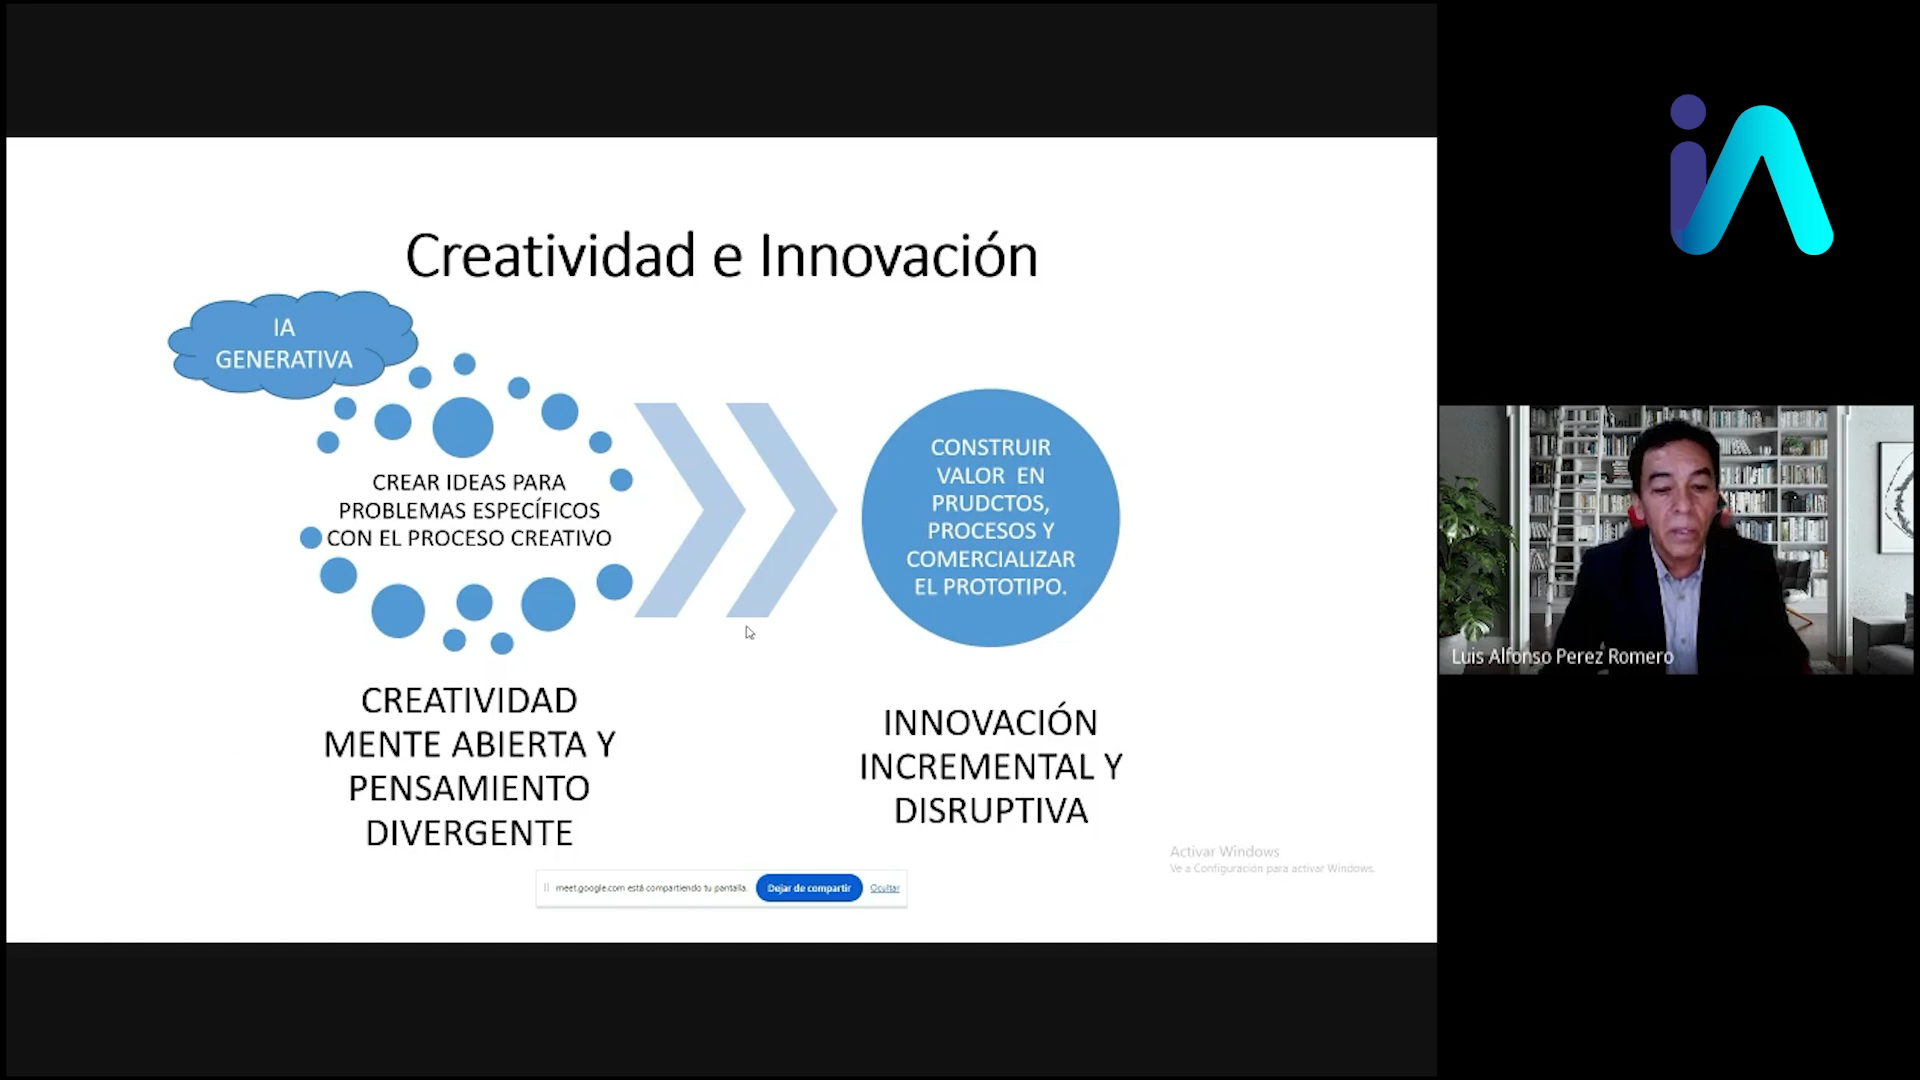 Creatividad e Innovación
IA
GENERATIVA
CREAR IDEAS PARA
PROBLEMAS ESPECÍFICOS
CON EL PROCESO CREATIVO
CREATIVIDAD
MENTE ABIERTA Y
PENSAMIENTO
DIVERGENTE
CONSTRUIR
VALOR EN
PRUDCTOS,
PROCESOS Y
COMERCIALIZAR
EL PROTOTIPO.
INNOVACIÓN
INCREMENTAL Y
DISRUPTIVA
Activar Windows
Ve a Configuración para activar Windows.
meet.google.com está compartiendo tu pantalla.
Dejar de compartir
Ocultar
iA
Luis Alfonso Perez Romero